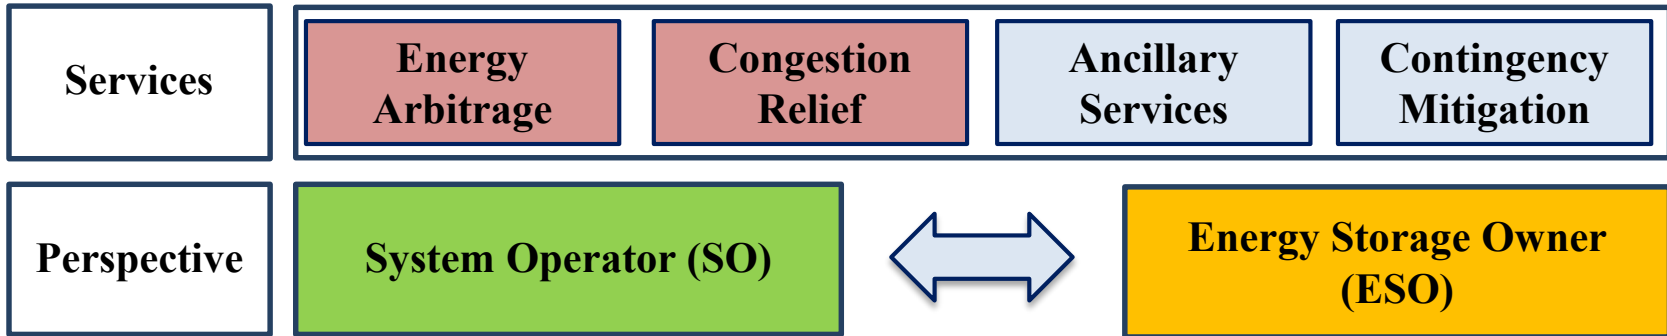 Services
Energy
Arbitrage
Congestion
Relief
Ancillary
Services
Contingency
Mitigation
Perspective
System Operator (SO)
Energy Storage Owner
(ESO)